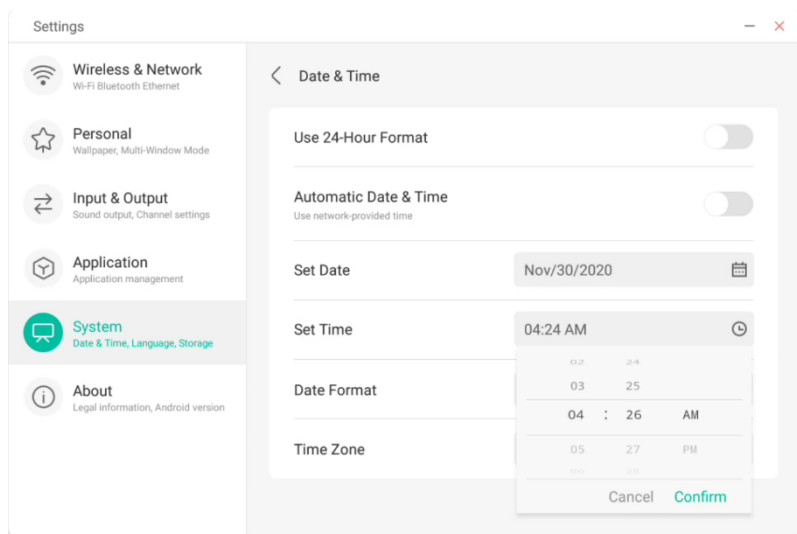 Settings
Wireless & Network
Wi-Fi Bluetooth Ethernet
Personal
Wallpaper, Multi-Window Mode
Input & Output
Sound output, Channel settings
Application
Application management
System
Date & Time, Language, Storage
About
Legal information, Android version
Date & Time
Use 24-Hour Format
Automatic Date & Time
Use network-provided time
Set Date
Nov/30/2020
Set Time
04:24 AM
02 24
03 25
04 : 26 AM
05 27 PM
Date Format
Time Zone
Cancel Confirm